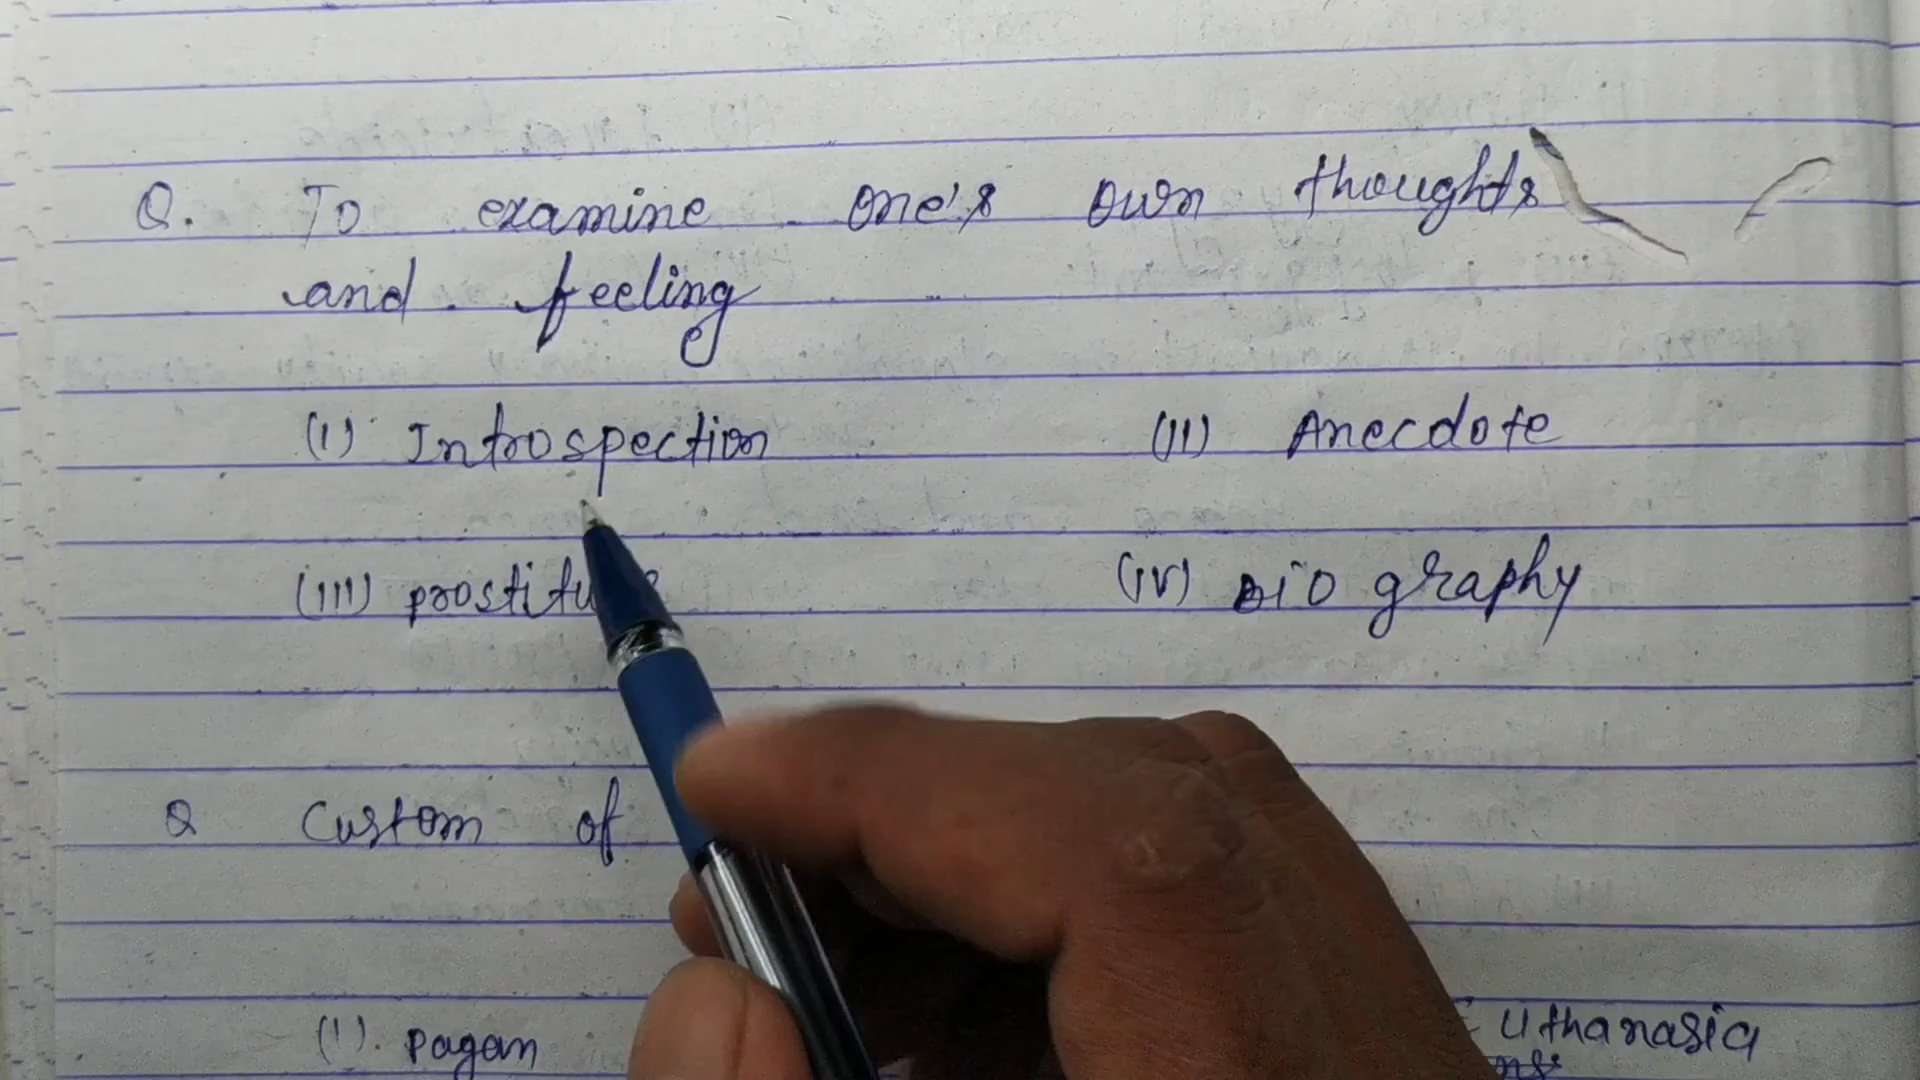 Q. To examine one's own thoughts
and feeling
(I) Introspection (II) Anecdote
(III) prostitu (IV) Bio graphy
Q Custom of
(I). Pagan Euthanasia